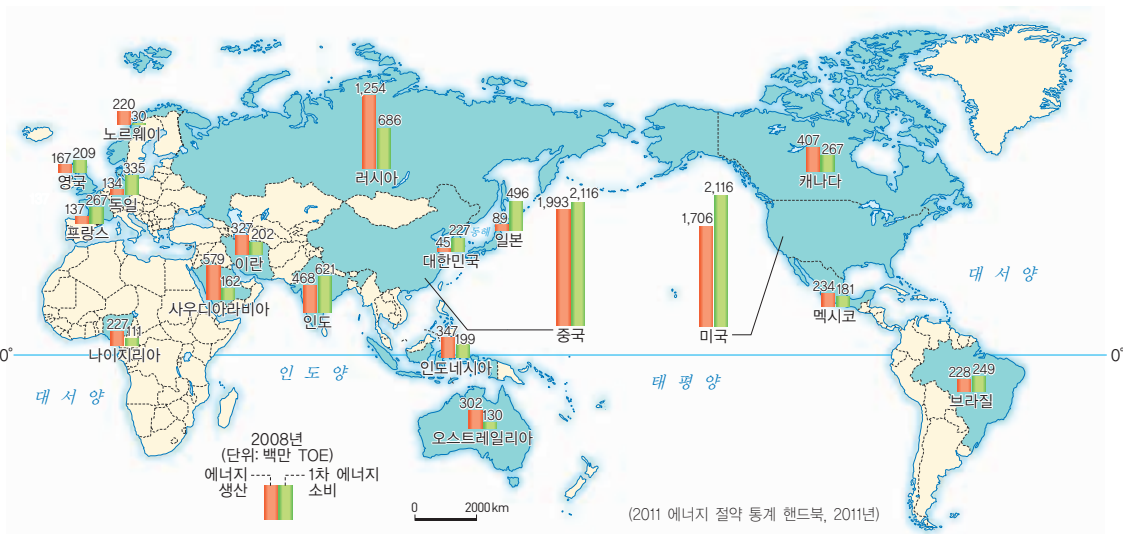 1,254
686
러시아
220
30
노르웨이
167
209
영국
134
335
독일
137
267
프랑스
407
267
캐나다
1,993
2,116
중국
1,706
2,116
미국
89
496
일본
동해
45
227
대한민국
327
202
이란
579
162
사우디아라비아
468
621
인도
234
181
멕시코
대서양
227
111
나이지리아
347
199
인도네시아
0°
0°
인도양
태평양
대서양
228
249
브라질
302
130
오스트레일리아
2008년
(단위: 백만 TOE)
에너지
생산
1차 에너지
소비
0
2000km
(2011 에너지 절약 통계 핸드북, 2011년)